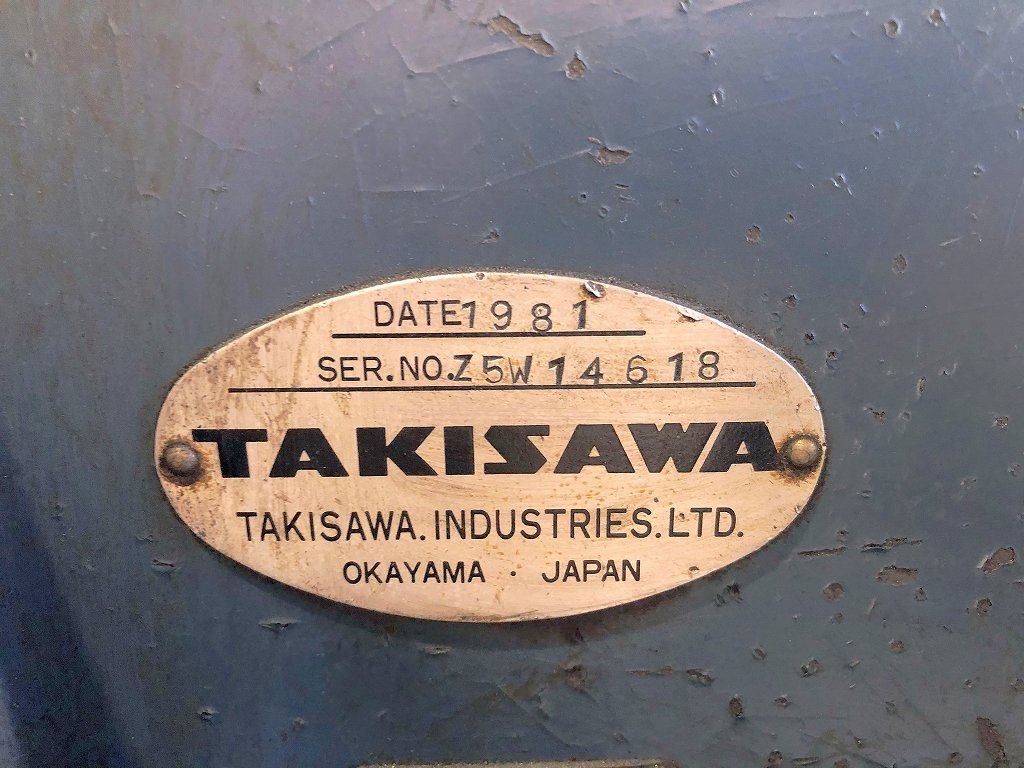 DATE 1981
SER.NO.Z5W14618
TAKISAWA
TAKISAWA.INDUSTRIES.LTD.
OKAYAMA · JAPAN